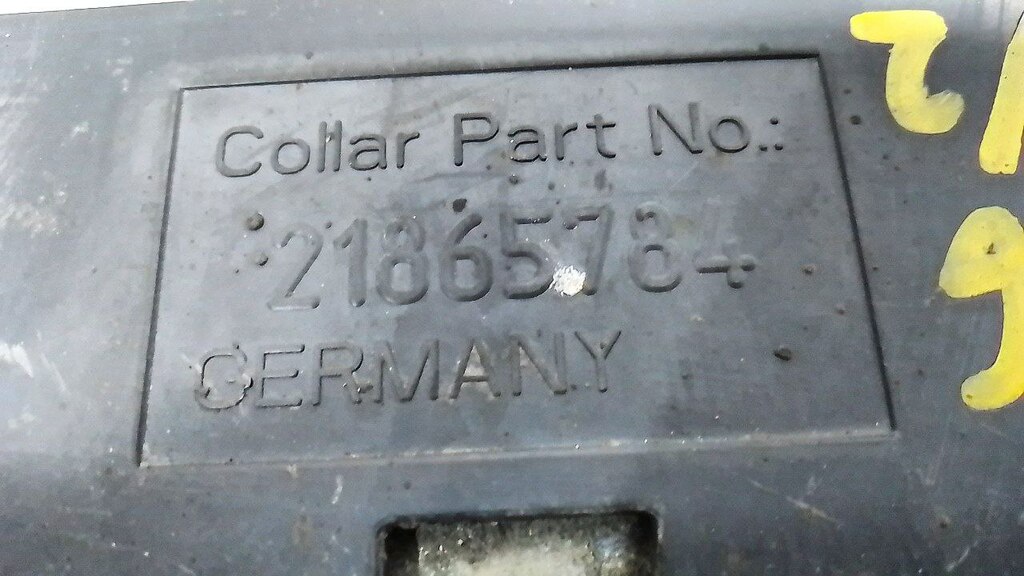 Collar Part No.:
21865784
GERMANY